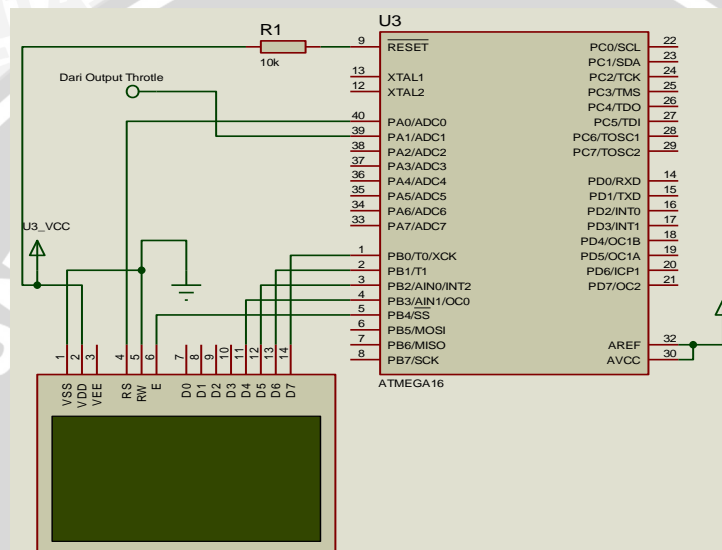 R1
10k
U3
Dari Output Throtle
U3_VCC
9 RESET
13 XTAL1
12 XTAL2
40 PA0/ADC0
39 PA1/ADC1
38 PA2/ADC2
37 PA3/ADC3
36 PA4/ADC4
35 PA5/ADC5
34 PA6/ADC6
33 PA7/ADC7
1 PB0/T0/XCK
2 PB1/T1
3 PB2/AIN0/INT2
4 PB3/AIN1/OC0
5 PB4/SS
6 PB5/MOSI
7 PB6/MISO
8 PB7/SCK
PC0/SCL 22
PC1/SDA 23
PC2/TCK 24
PC3/TMS 25
PC4/TDO 26
PC5/TDI 27
PC6/TOSC1 28
PC7/TOSC2 29
PD0/RXD 14
PD1/TXD 15
PD2/INT0 16
PD3/INT1 17
PD4/OC1B 18
PD5/OC1A 19
PD6/ICP1 20
PD7/OC2 21
AREF 32
AVCC 30
ATMEGA16
1 VSS
2 VDD
3 VEE
4 RS
5 RW
6 E
7 D0
8 D1
9 D2
10 D3
11 D4
12 D5
13 D6
14 D7